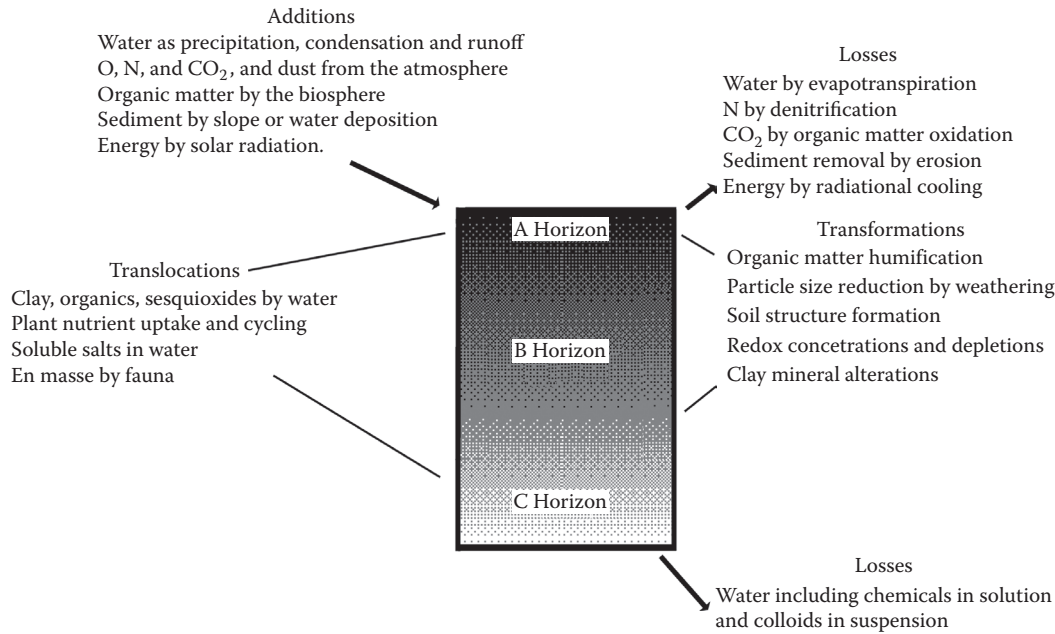 Additions
Water as precipitation, condensation and runoff
O, N, and CO₂, and dust from the atmosphere
Organic matter by the biosphere
Sediment by slope or water deposition
Energy by solar radiation.
Losses
Water by evapotranspiration
N by denitrification
CO₂ by organic matter oxidation
Sediment removal by erosion
Energy by radiational cooling
Translocations
Clay, organics, sesquioxides by water
Plant nutrient uptake and cycling
Soluble salts in water
En masse by fauna
A Horizon
B Horizon
C Horizon
Transformations
Organic matter humification
Particle size reduction by weathering
Soil structure formation
Redox concetrations and depletions
Clay mineral alterations
Losses
Water including chemicals in solution
and colloids in suspension